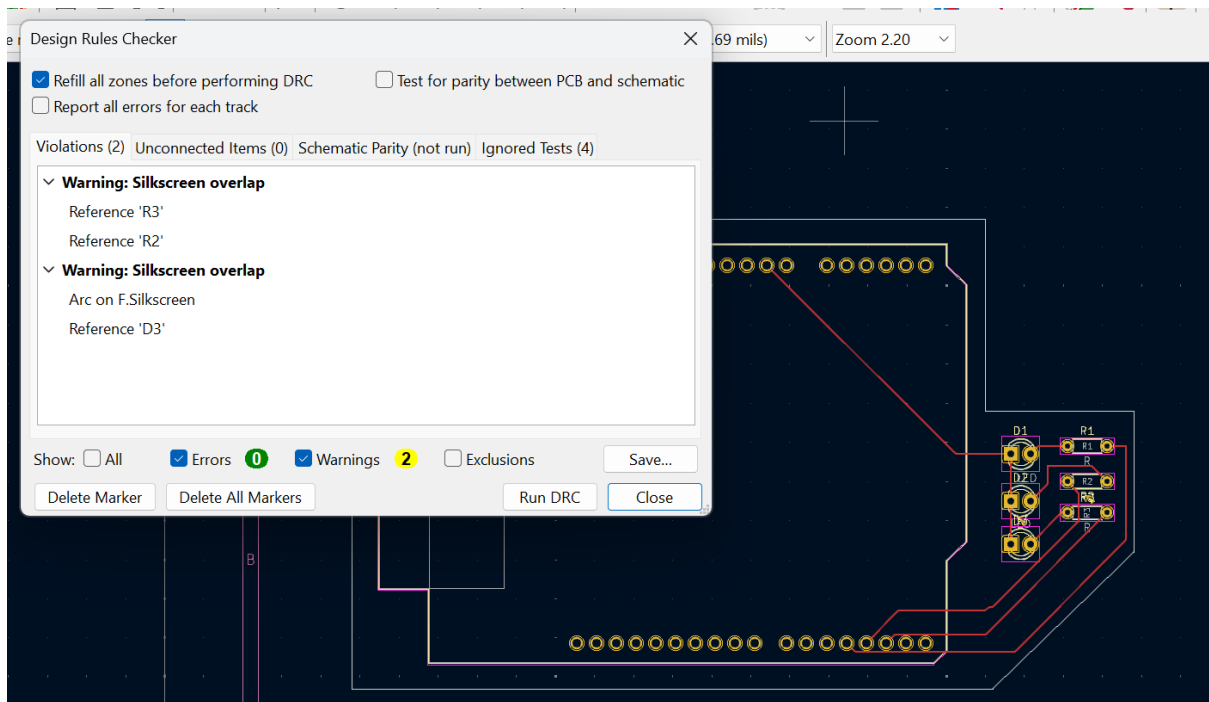 Design Rules Checker
.69 mils)
Zoom 2.20
Refill all zones before performing DRC
Test for parity between PCB and schematic
Report all errors for each track
Violations (2)
Unconnected Items (0)
Schematic Parity (not run)
Ignored Tests (4)
Warning: Silkscreen overlap
Reference 'R3'
Reference 'R2'
Warning: Silkscreen overlap
Arc on F.Silkscreen
Reference 'D3'
Show:
All
Errors 0
Warnings 2
Exclusions
Save...
Delete Marker
Delete All Markers
Run DRC
Close
D1
R1
R1
R
D2
R2
R3
R
B